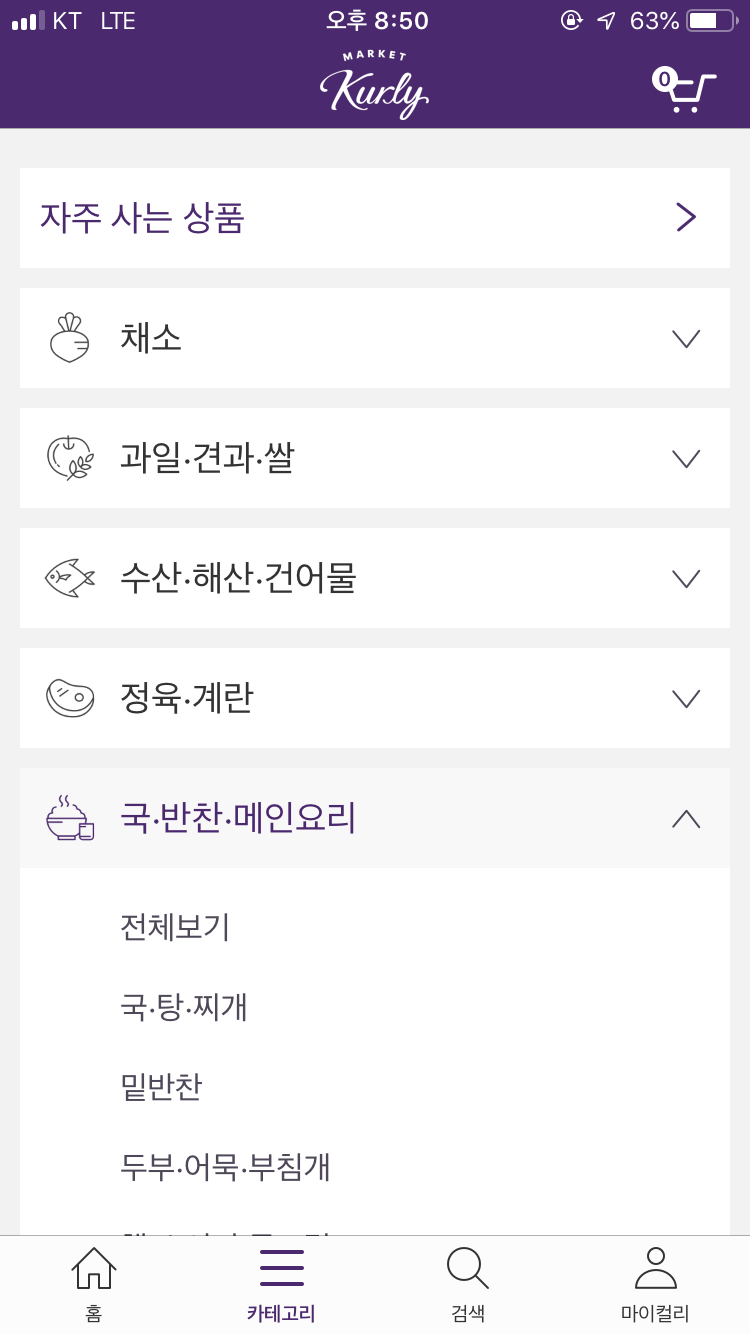 KT LTE 오후 8:50 63%
MARKET
Kurly
0
자주 사는 상품
채소
과일·견과·쌀
수산·해산·건어물
정육·계란
국·반찬·메인요리
전체보기
국·탕·찌개
밑반찬
두부·어묵·부침개
홈 카테고리 검색 마이컬리